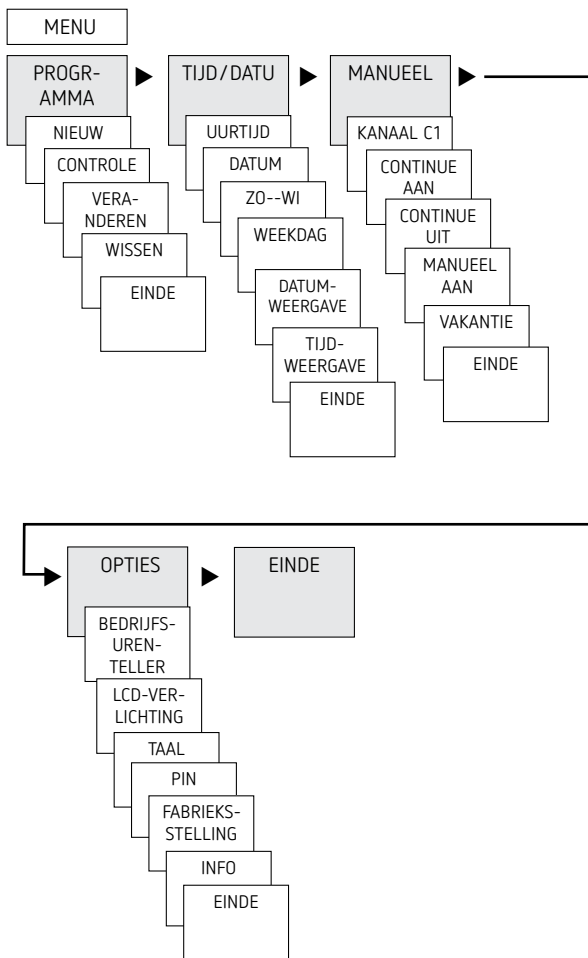 MENU
PROGR-
AMMA
NIEUW
CONTROLE
VERA-
NDEREN
WISSEN
EINDE
TIJD/DATU
UURTIJD
DATUM
ZO--WI
WEEKDAG
DATUM-
WEERGAVE
TIJD-
WEERGAVE
EINDE
MANUEEL
KANAAL C1
CONTINUE
AAN
CONTINUE
UIT
MANUEEL
AAN
VAKANTIE
EINDE
OPTIES
BEDRIJFS-
UREN-
TELLER
LCD-VER-
LICHTING
TAAL
PIN
FABRIEKS-
STELLING
INFO
EINDE
EINDE